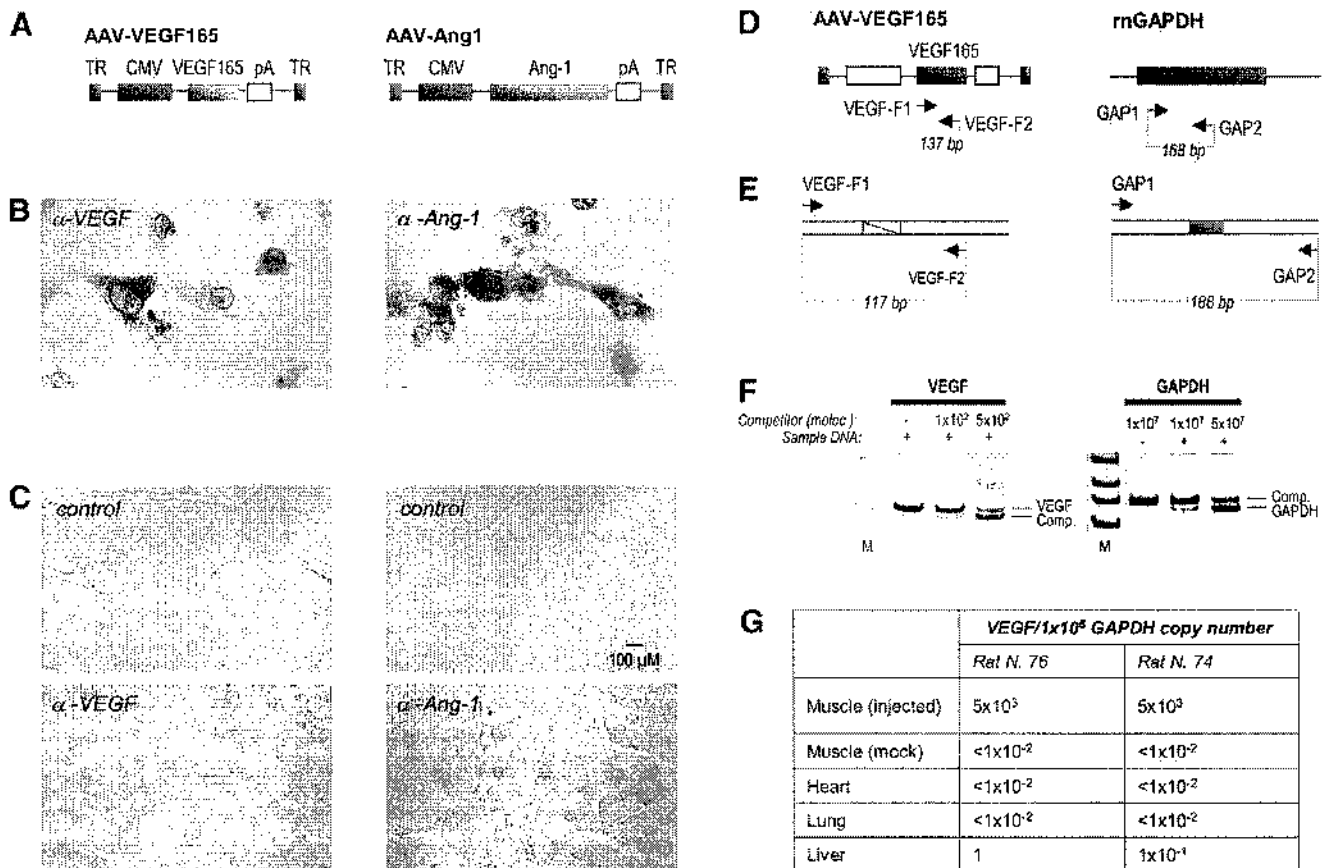 A
AAV-VEGF165
TR CMV VEGF165 pA TR
AAV-Ang1
TR CMV Ang-1 pA TR
B
α-VEGF
α-Ang-1
C
control
control
100 µM
α-VEGF
α-Ang-1
D
AAV-VEGF165
VEGF165
VEGF-F1
VEGF-F2
137 bp
rnGAPDH
GAP1
GAP2
168 bp
E
VEGF-F1
VEGF-F2
117 bp
GAP1
GAP2
188 bp
F
VEGF
GAPDH
Competitor (molec.): - 1x10² 5x10² 1x10⁷ 1x10⁷ 5x10⁷
Sample DNA: + + + - + +
VEGF
Comp.
Comp.
GAPDH
M
M
G
VEGF/1x10⁵ GAPDH copy number
Rat N. 76 Rat N. 74
Muscle (injected) 5x10³ 5x10³
Muscle (mock) <1x10⁻² <1x10⁻²
Heart <1x10⁻² <1x10⁻²
Lung <1x10⁻² <1x10⁻²
Liver 1 1x10⁻¹